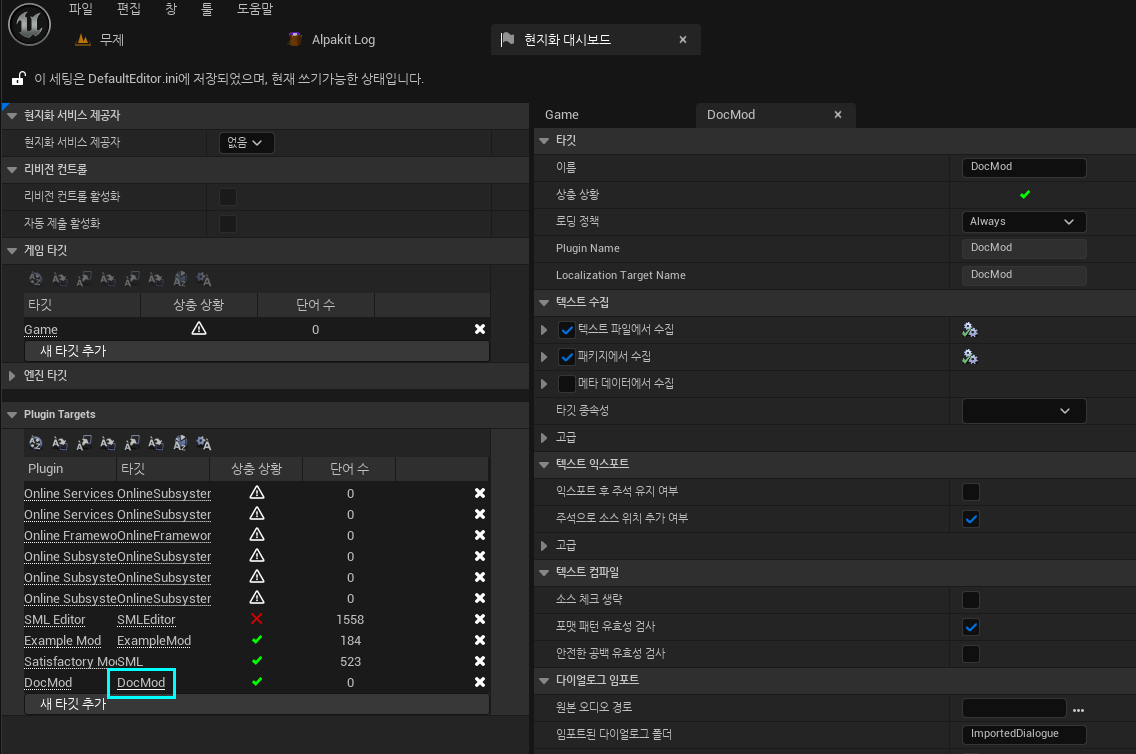 파일 편집 창 툴 도움말
무제 Alpakit Log 현지화 대시보드
이 세팅은 DefaultEditor.ini에 저장되었으며, 현재 쓰기가능한 상태입니다.
현지화 서비스 제공자
현지화 서비스 제공자 없음
리비전 컨트롤
리비전 컨트롤 활성화
자동 제출 활성화
게임 타깃
타깃 상충 상황 단어 수
Game 0
새 타깃 추가
엔진 타깃
Plugin Targets
Plugin 타깃 상충 상황 단어 수
Online Services OnlineSubsyster 0
Online Services OnlineSubsyster 0
Online Framewo OnlineFramewor 0
Online Subsyste OnlineSubsyster 0
Online Subsyste OnlineSubsyster 0
Online Subsyste OnlineSubsyster 0
SML Editor SMLEditor 1558
Example Mod ExampleMod 184
Satisfactory Mo SML 523
DocMod DocMod 0
새 타깃 추가
Game DocMod
타깃
이름 DocMod
상충 상황
로딩 정책 Always
Plugin Name DocMod
Localization Target Name DocMod
텍스트 수집
텍스트 파일에서 수집
패키지에서 수집
메타 데이터에서 수집
타깃 종속성
고급
텍스트 익스포트
익스포트 후 주석 유지 여부
주석으로 소스 위치 추가 여부
고급
텍스트 컴파일
소스 체크 생략
포맷 패턴 유효성 검사
안전한 공백 유효성 검사
다이얼로그 임포트
원본 오디오 경로
임포트된 다이얼로그 폴더 ImportedDialogue